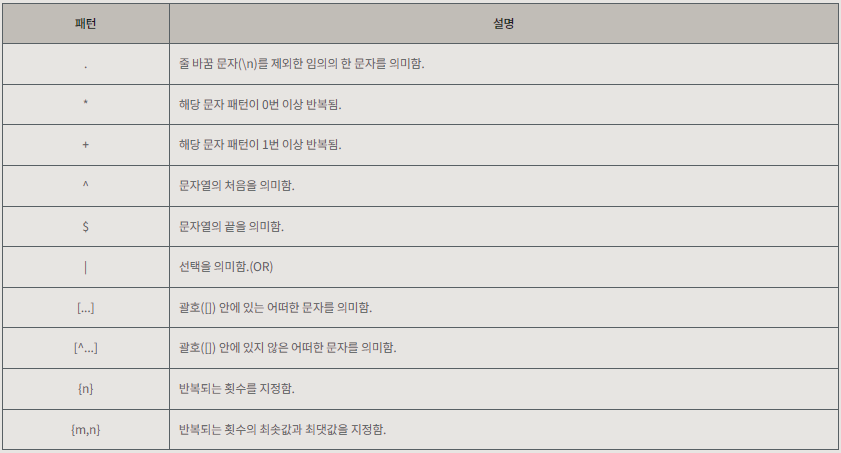 패턴 설명
. 줄 바꿈 문자(\n)를 제외한 임의의 한 문자를 의미함.
* 해당 문자 패턴이 0번 이상 반복됨.
+ 해당 문자 패턴이 1번 이상 반복됨.
^ 문자열의 처음을 의미함.
$ 문자열의 끝을 의미함.
| 선택을 의미함.(OR)
[...] 괄호([]) 안에 있는 어떠한 문자를 의미함.
[^...] 괄호([]) 안에 있지 않은 어떠한 문자를 의미함.
{n} 반복되는 횟수를 지정함.
{m,n} 반복되는 횟수의 최솟값과 최댓값을 지정함.